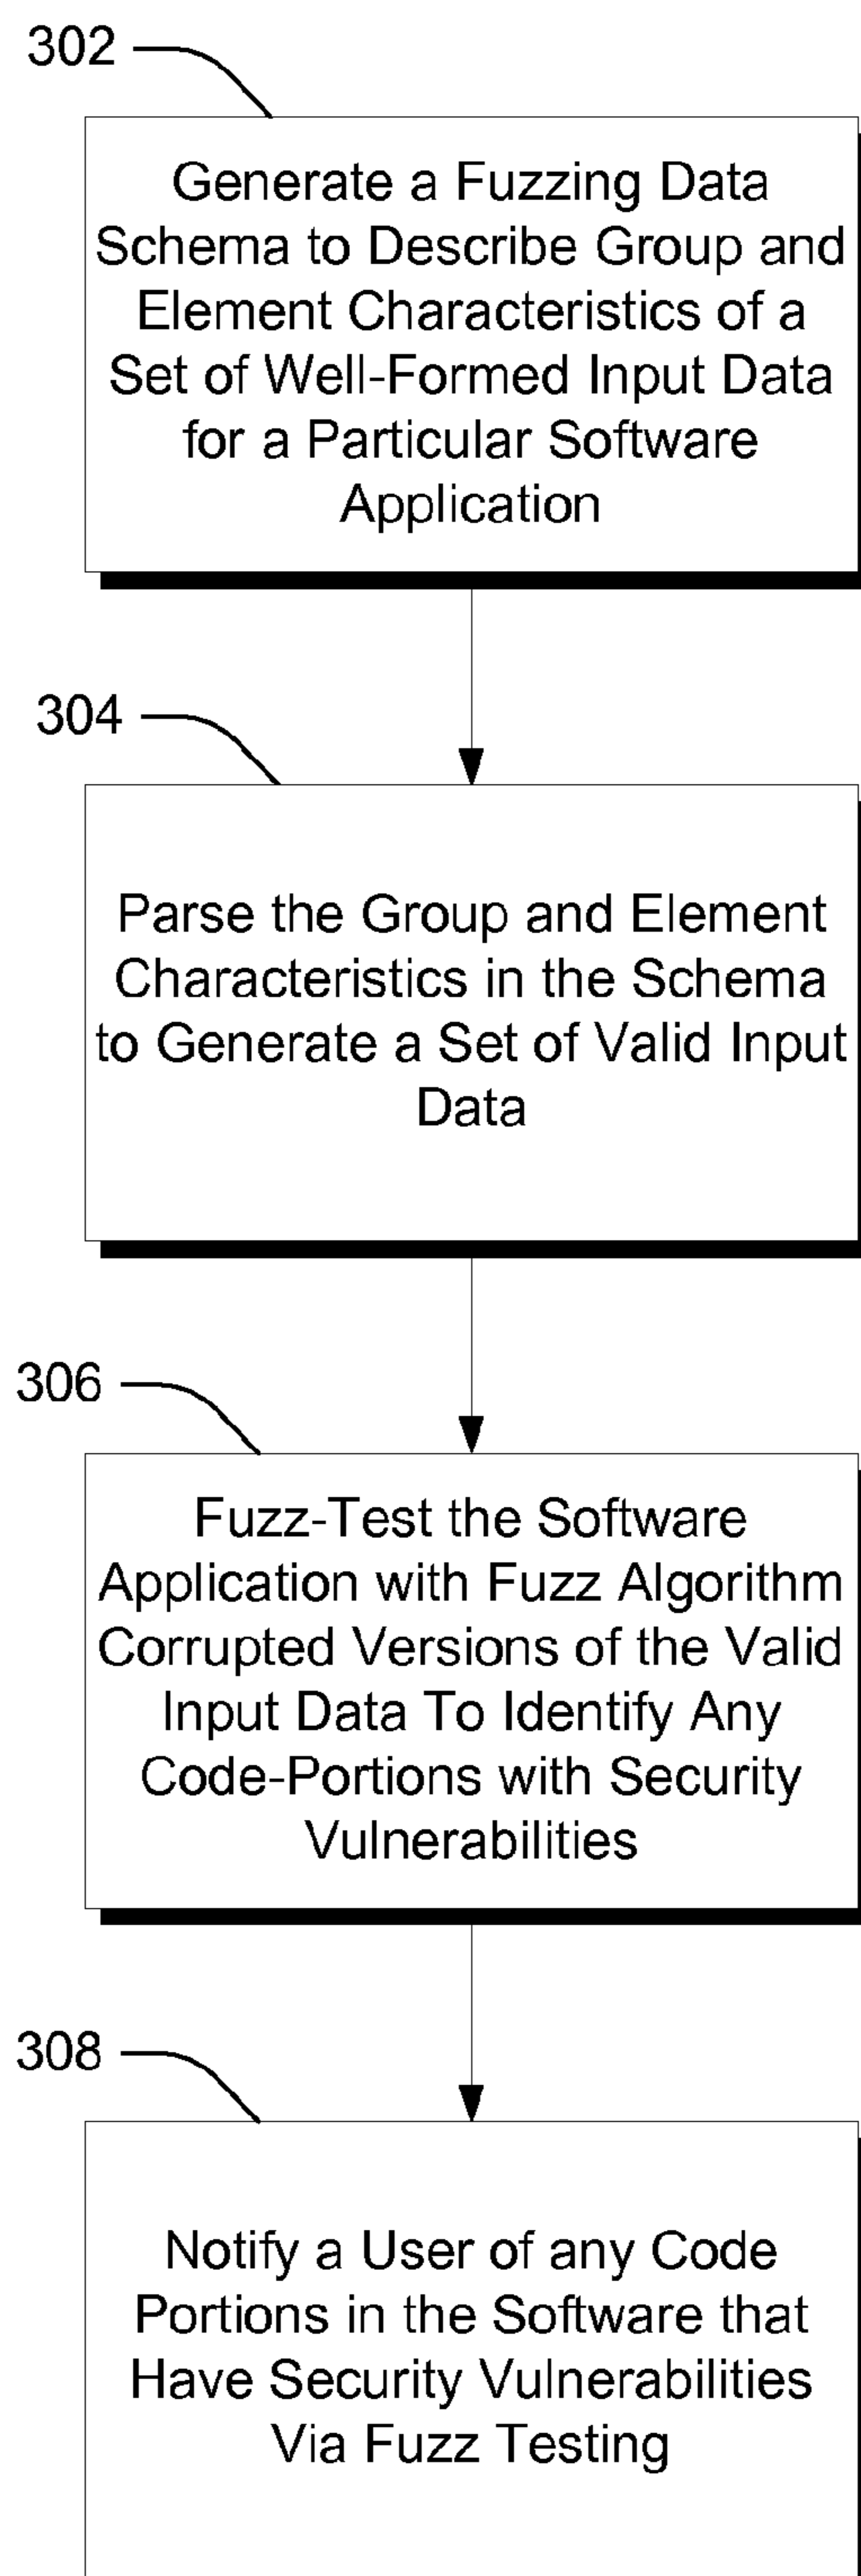 302
Generate a Fuzzing Data
Schema to Describe Group and
Element Characteristics of a
Set of Well-Formed Input Data
for a Particular Software
Application
304
Parse the Group and Element
Characteristics in the Schema
to Generate a Set of Valid Input
Data
306
Fuzz-Test the Software
Application with Fuzz Algorithm
Corrupted Versions of the Valid
Input Data To Identify Any
Code-Portions with Security
Vulnerabilities
308
Notify a User of any Code
Portions in the Software that
Have Security Vulnerabilities
Via Fuzz Testing